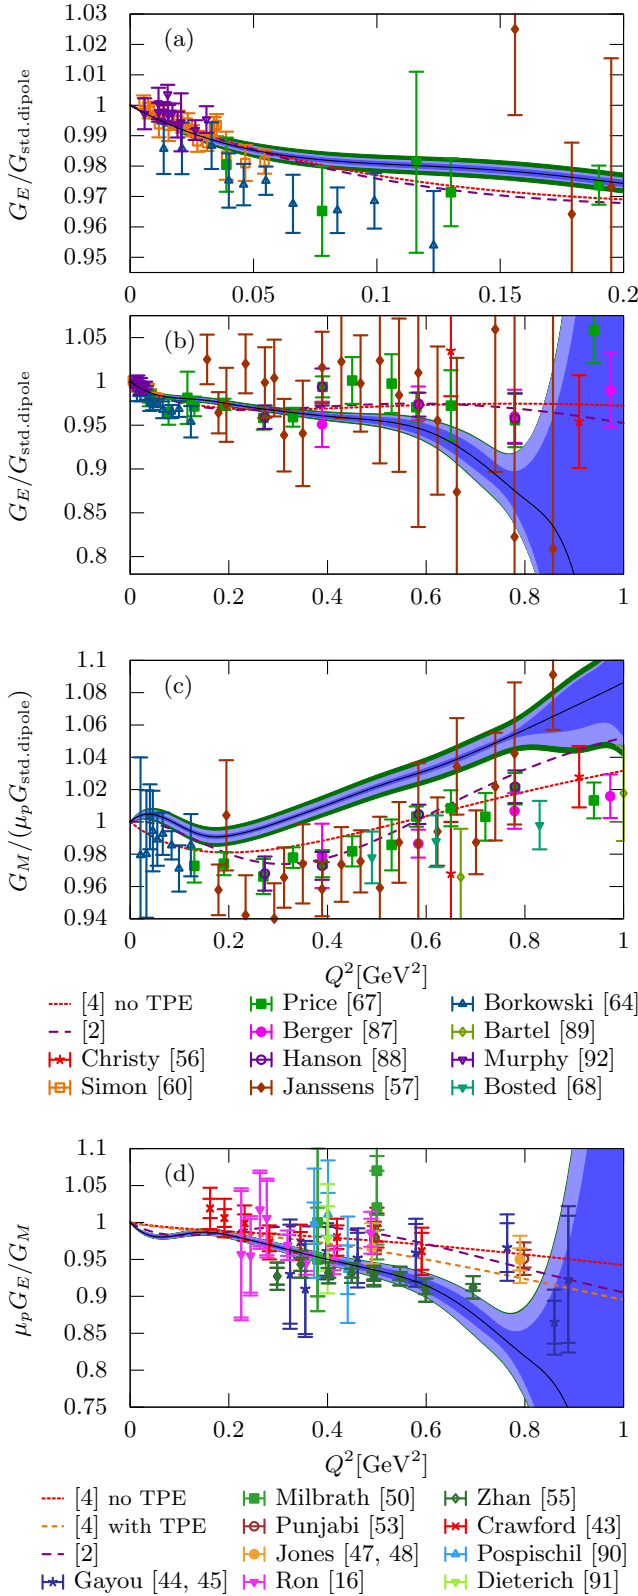 (a)
1.03
1.02
1.01
1
0.99
0.98
0.97
0.96
0.95
G_E/G_std.dipole
0 0.05 0.1 0.15 0.2
(b)
1.05
1
0.95
0.9
0.85
0.8
G_E/G_std.dipole
0 0.2 0.4 0.6 0.8 1
(c)
1.1
1.08
1.06
1.04
1.02
1
0.98
0.96
0.94
G_M/(μ_pG_std.dipole)
0 0.2 0.4 0.6 0.8 1
Q²[GeV²]
[4] no TPE Price [67] Borkowski [64]
[2] Berger [87] Bartel [89]
Christy [56] Hanson [88] Murphy [92]
Simon [60] Janssens [57] Bosted [68]
(d)
1.1
1.05
1
0.95
0.9
0.85
0.8
0.75
μ_pG_E/G_M
0 0.2 0.4 0.6 0.8 1
Q²[GeV²]
[4] no TPE Milbrath [50] Zhan [55]
[4] with TPE Punjabi [53] Crawford [43]
[2] Jones [47, 48] Pospischil [90]
Gayou [44, 45] Ron [16] Dieterich [91]